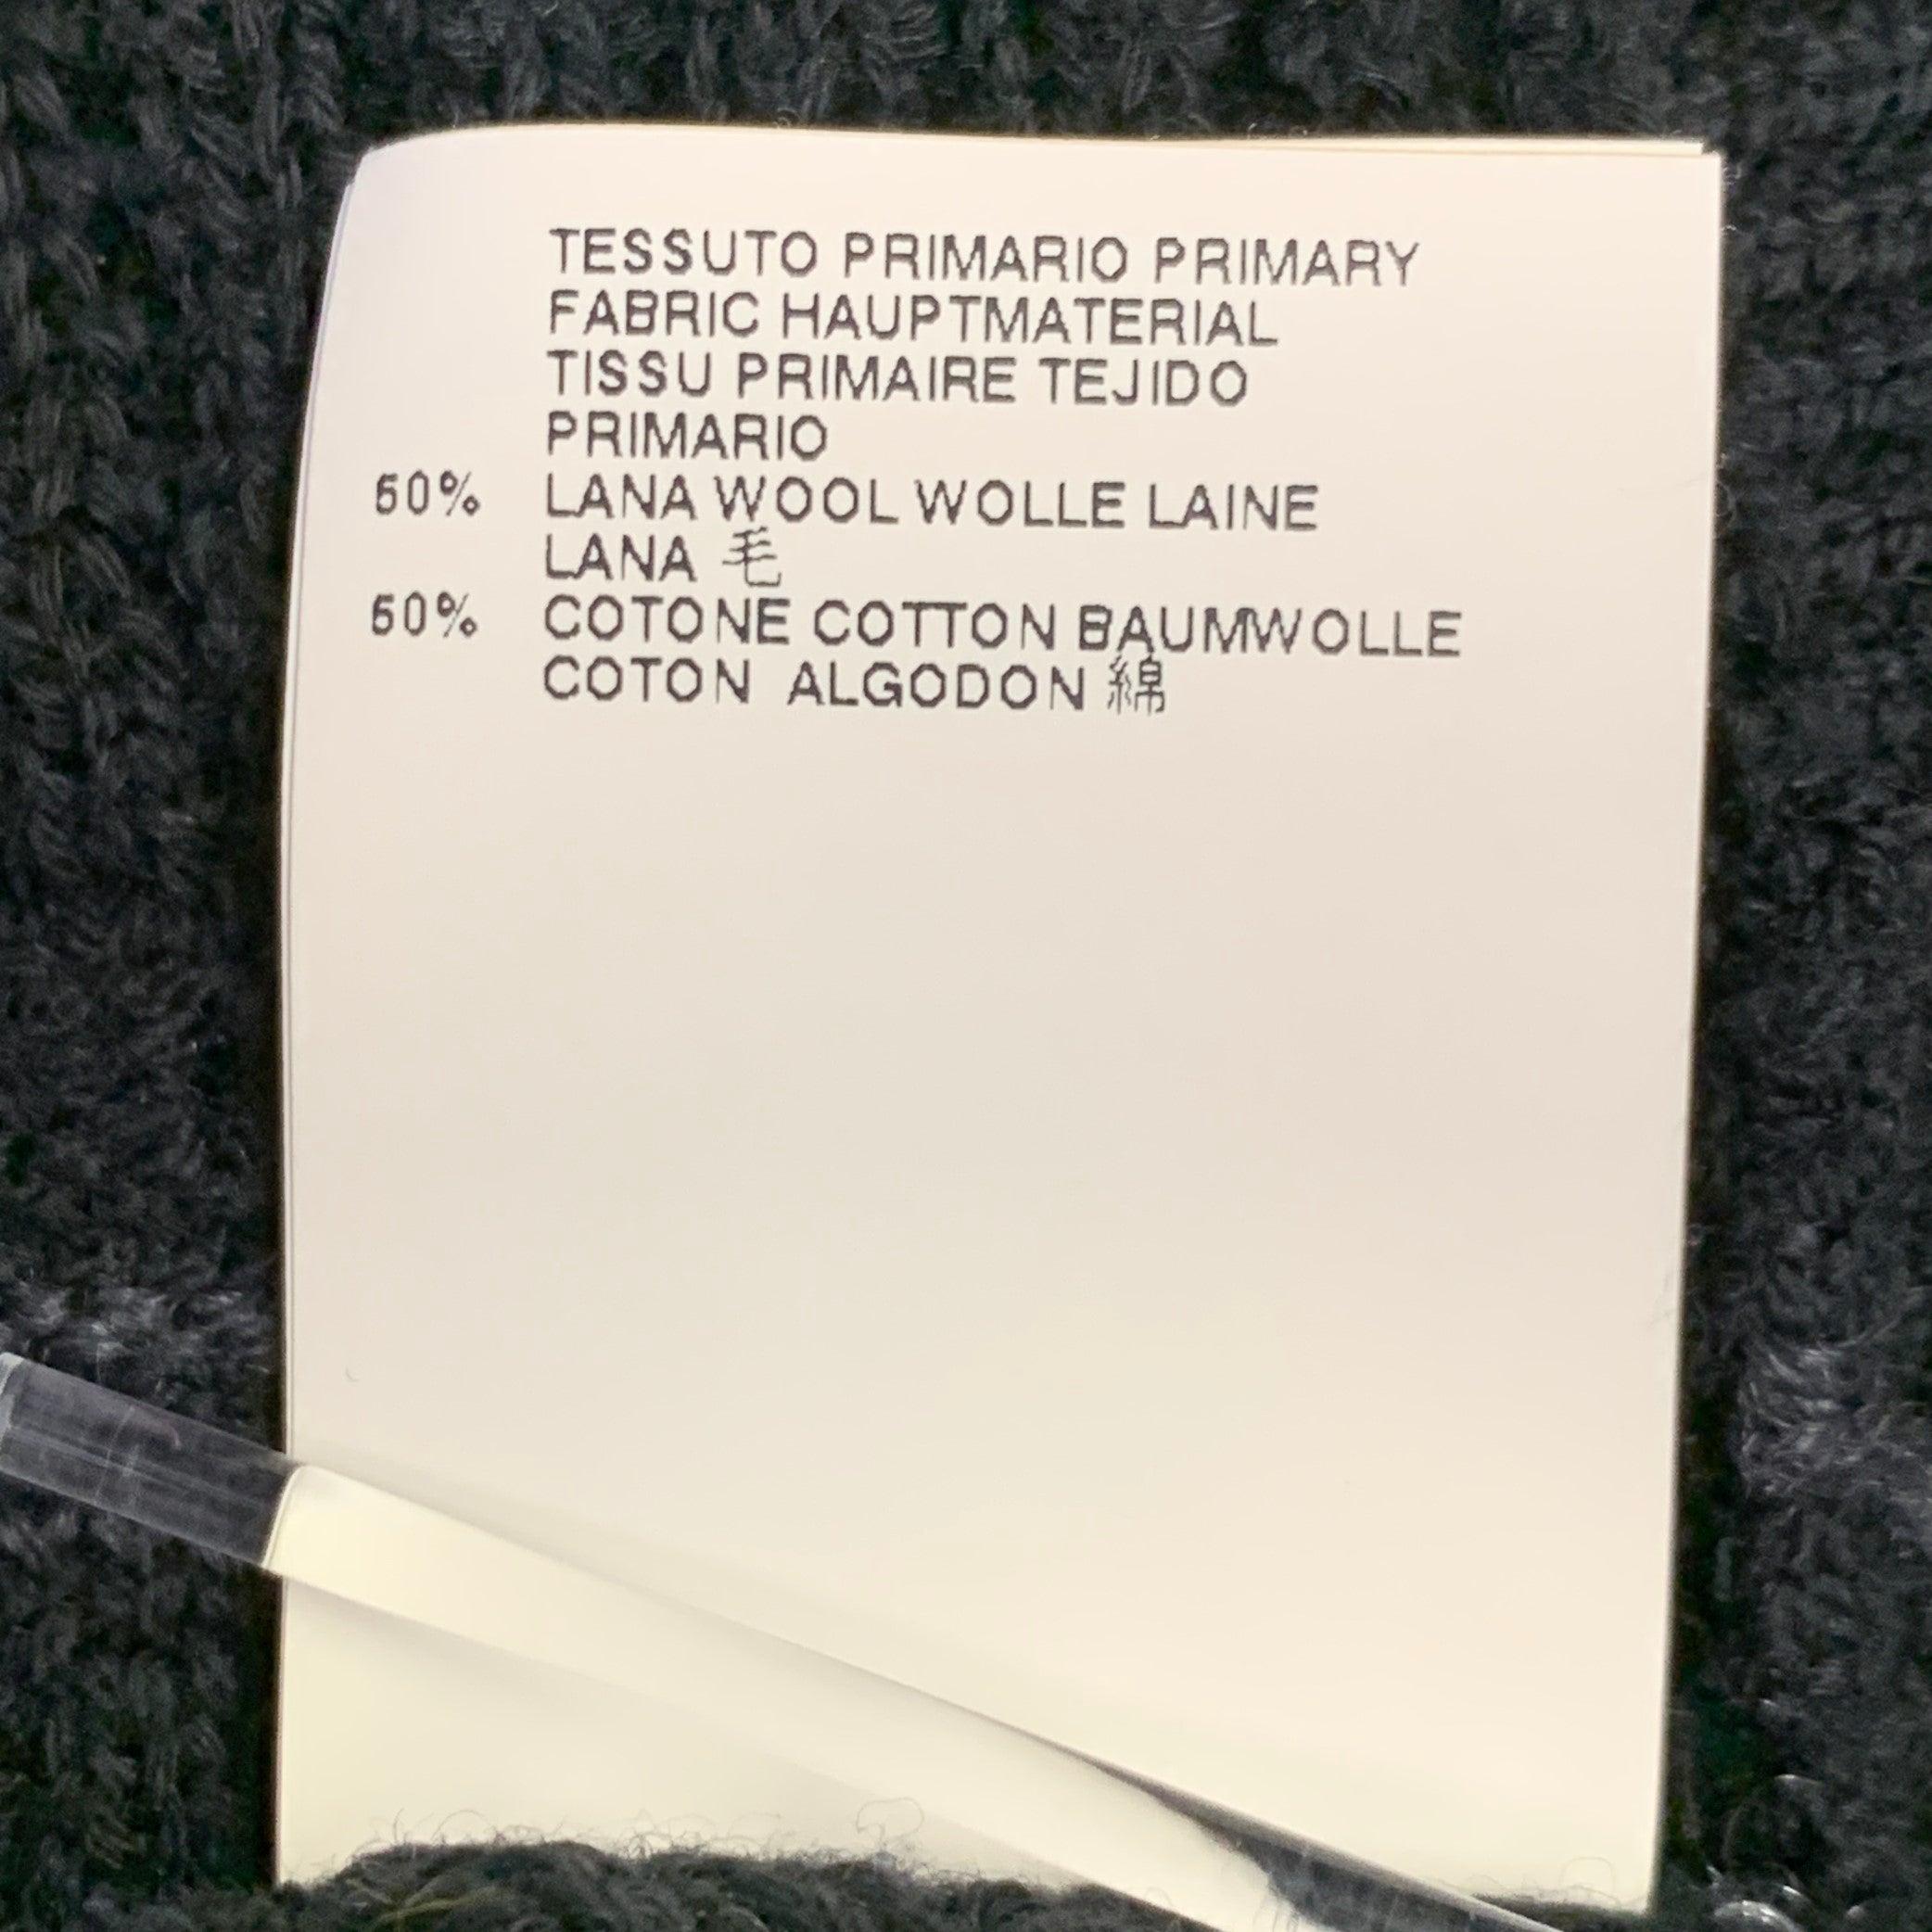 TESSUTO PRIMARIO PRIMARY
FABRIC HAUPTMATERIAL
TISSU PRIMAIRE TEJIDO
PRIMARIO
50% LANA WOOL WOLLE LAINE
LANA 毛
50% COTONE COTTON BAUMWOLLE
COTON ALGODON 綿